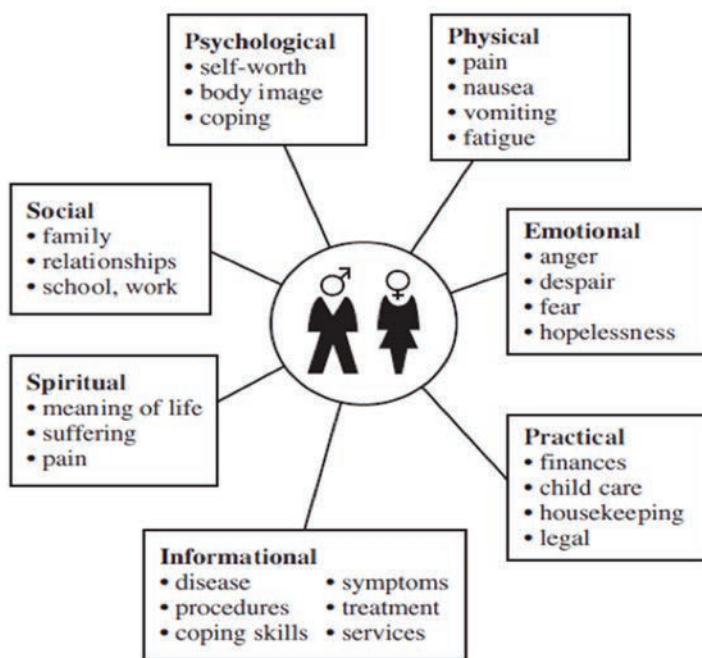 Psychological
• self-worth
• body image
• coping
Physical
• pain
• nausea
• vomiting
• fatigue
Social
• family
• relationships
• school, work
Emotional
• anger
• despair
• fear
• hopelessness
Spiritual
• meaning of life
• suffering
• pain
Practical
• finances
• child care
• housekeeping
• legal
Informational
• disease • symptoms
• procedures • treatment
• coping skills • services